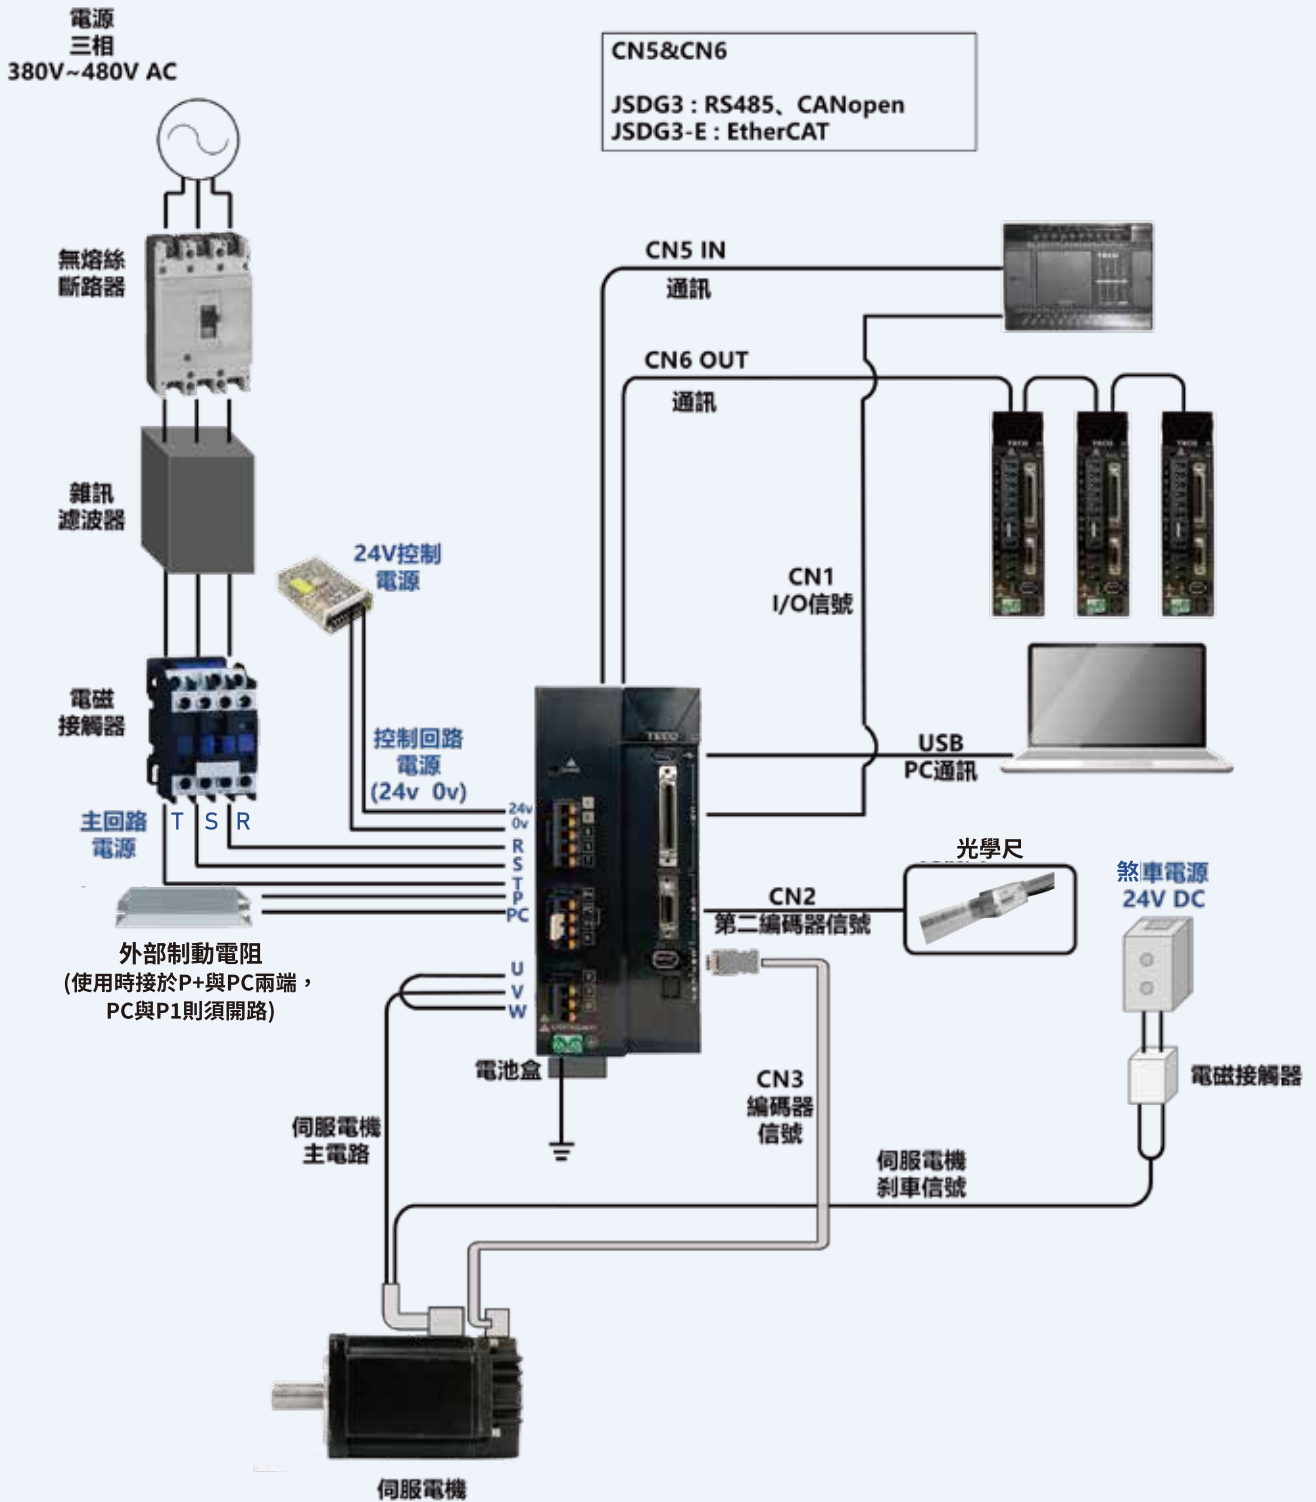 電源
三相
380V~480V AC
CN5&CN6
JSDG3 : RS485、CANopen
JSDG3-E : EtherCAT
無熔絲
斷路器
CN5 IN
通訊
CN6 OUT
通訊
雜訊
濾波器
24V控制
電源
CN1
I/O信號
電磁
接觸器
控制回路
電源
(24v 0v)
TECO
USB
PC通訊
主回路
電源
T S R
24v
0v
R
S
T
P
PC
光學尺
煞車電源
24V DC
CN2
第二編碼器信號
外部制動電阻
(使用時接於P+與PC兩端，
PC與P1則須開路)
U
V
W
電池盒
CN3
編碼器
信號
電磁接觸器
伺服電機
主電路
伺服電機
剎車信號
伺服電機